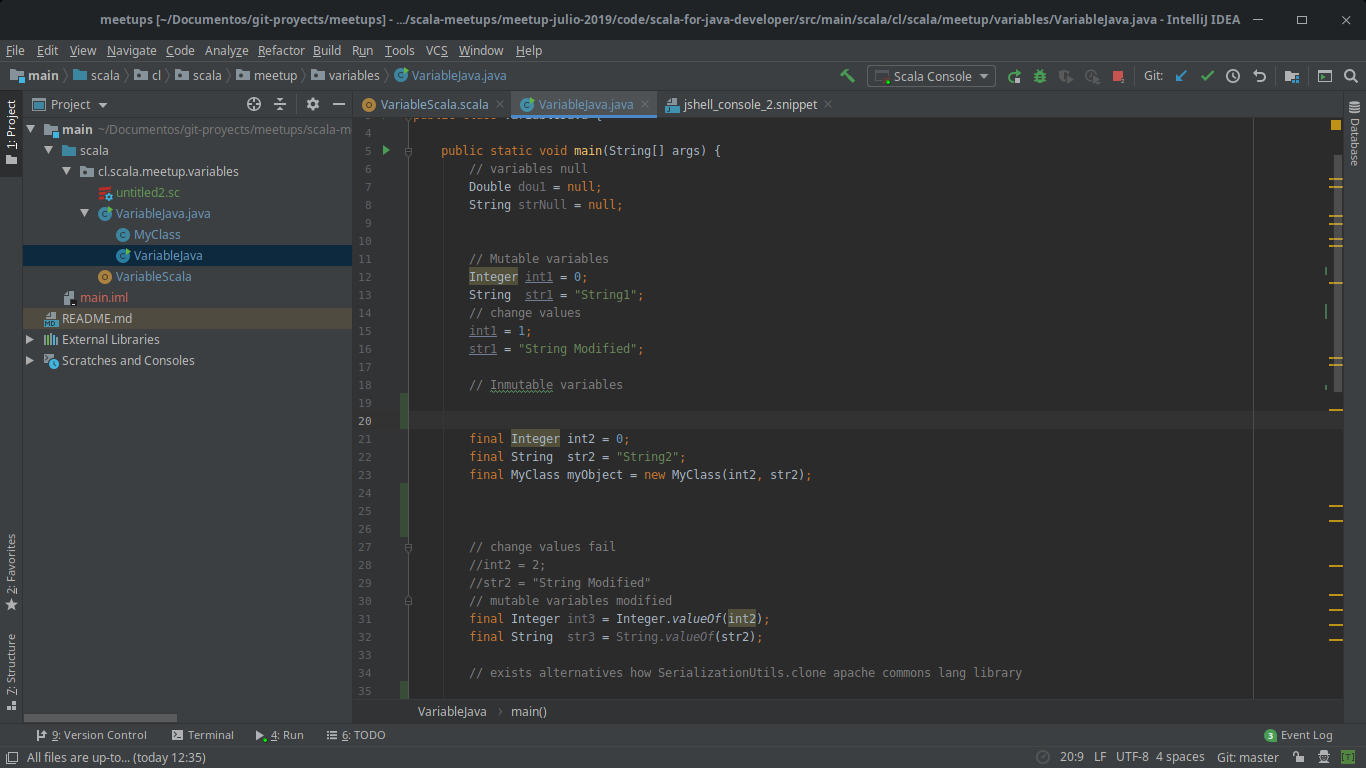 meetups [~/Documentos/git-proyects/meetups] - .../scala-meetups/meetup-julio-2019/code/scala-for-java-developer/src/main/scala/cl/scala/meetup/variables/VariableJava.java - IntelliJ IDEA
File Edit View Navigate Code Analyze Refactor Build Run Tools VCS Window Help
main scala cl scala meetup variables VariableJava.java Scala Console Git:
1: Project
Project
VariableScala.scala VariableJava.java jshell_console_2.snippet
Database
main ~/Documentos/git-proyects/meetups/scala-m
scala
cl.scala.meetup.variables
untitled2.sc
VariableJava.java
MyClass
VariableJava
VariableScala
main.iml
README.md
External Libraries
Scratches and Consoles
2: Favorites
7: Structure
4
5 public static void main(String[] args) {
6 // variables null
7 Double dou1 = null;
8 String strNull = null;
9
10
11 // Mutable variables
12 Integer int1 = 0;
13 String  str1 = "String1";
14 // change values
15 int1 = 1;
16 str1 = "String Modified";
17
18 // Inmutable variables
19
20
21 final Integer int2 = 0;
22 final String  str2 = "String2";
23 final MyClass myObject = new MyClass(int2, str2);
24
25
26
27 // change values fail
28 //int2 = 2;
29 //str2 = "String Modified"
30 // mutable variables modified
31 final Integer int3 = Integer.valueOf(int2);
32 final String  str3 = String.valueOf(str2);
33
34 // exists alternatives how SerializationUtils.clone apache commons lang library
35
VariableJava main()
9: Version Control Terminal 4: Run 6: TODO 3 Event Log
All files are up-to... (today 12:35) 20:9 LF UTF-8 4 spaces Git: master [T]